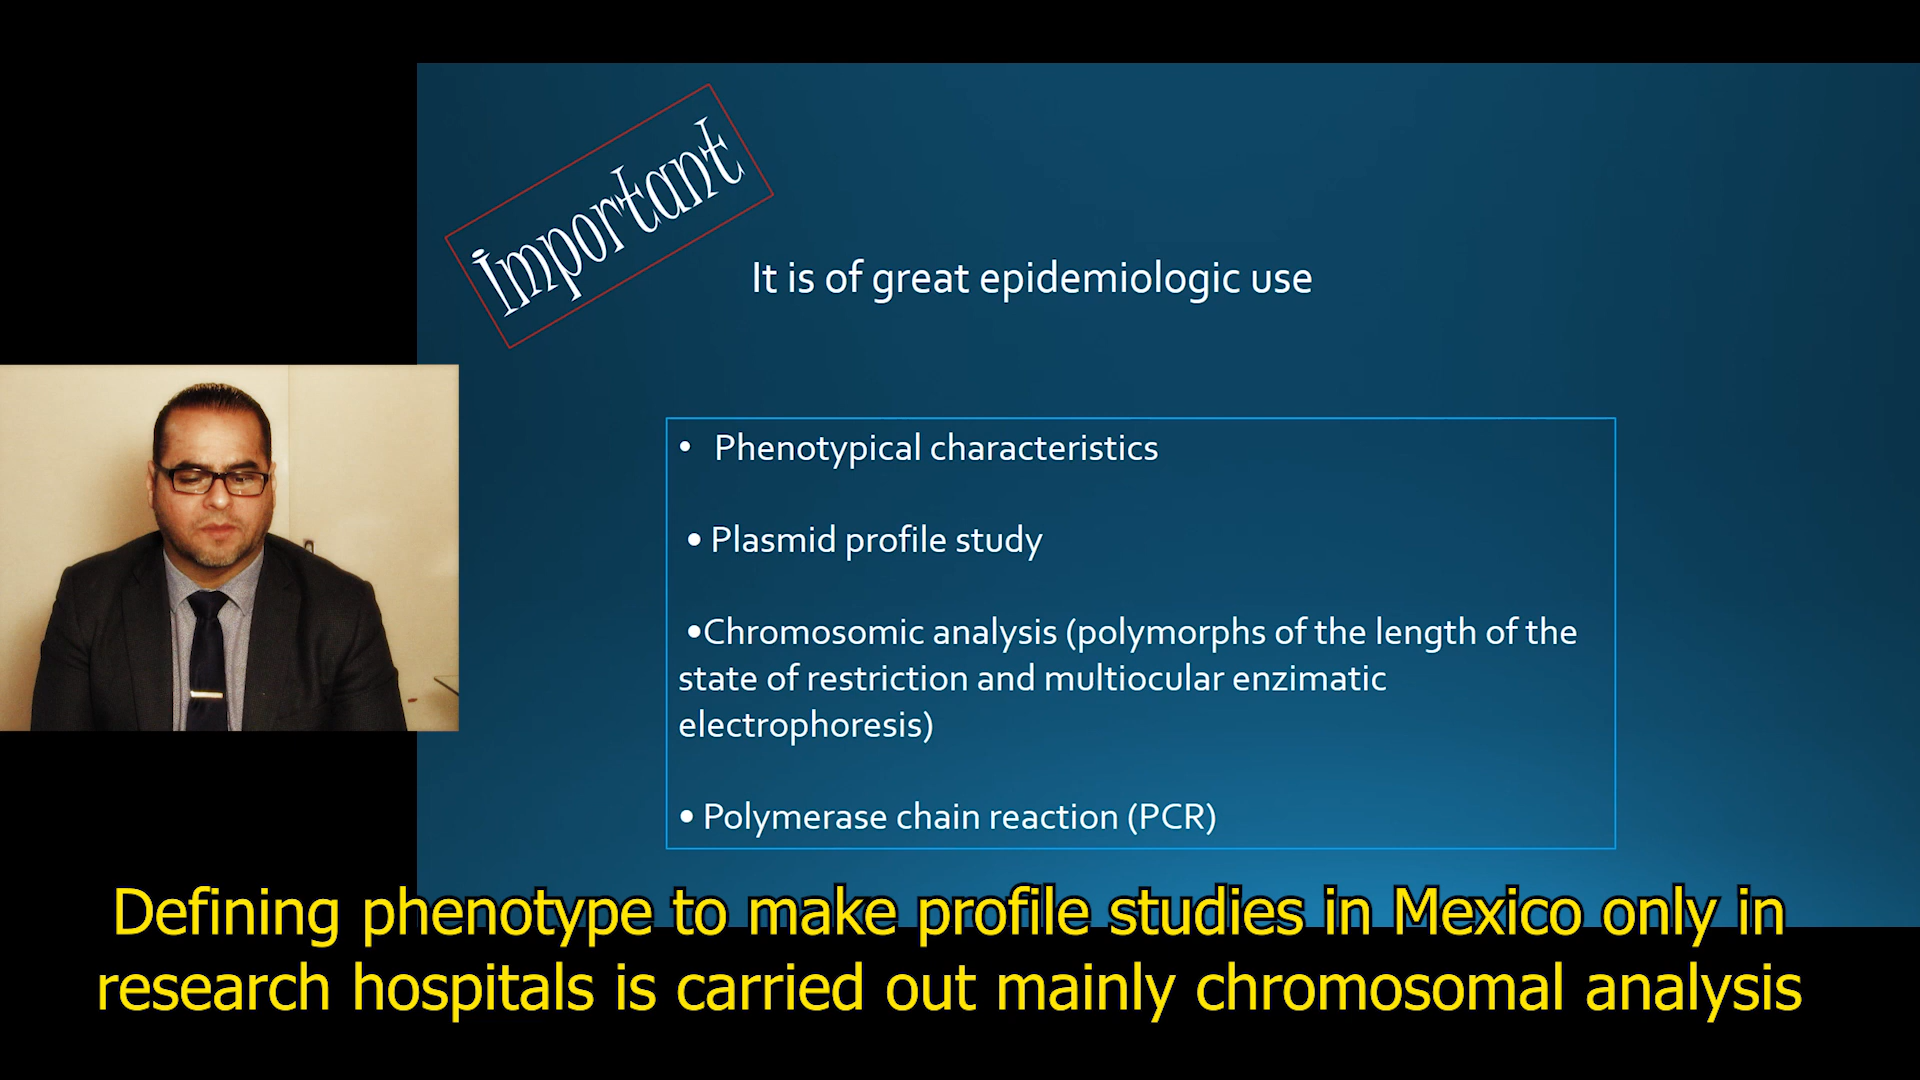 Important
It is of great epidemiologic use
• Phenotypical characteristics
• Plasmid profile study
•Chromosomic analysis (polymorphs of the length of the
state of restriction and multiocular enzimatic
electrophoresis)
• Polymerase chain reaction (PCR)
Defining phenotype to make profile studies in Mexico only in
research hospitals is carried out mainly chromosomal analysis